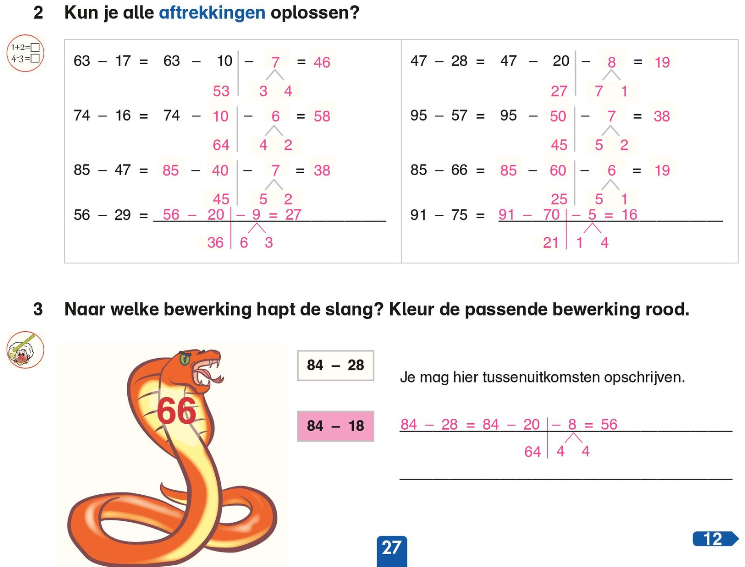 2 Kun je alle aftrekkingen oplossen?
1+2=□
4-3=□
63 – 17 = 63 – 10 – 7 = 46
53 3 4
74 – 16 = 74 – 10 – 6 = 58
64 4 2
85 – 47 = 85 – 40 – 7 = 38
45 5 2
56 – 29 = 56 – 20 – 9 = 27
36 6 3
47 – 28 = 47 – 20 – 8 = 19
27 7 1
95 – 57 = 95 – 50 – 7 = 38
45 5 2
85 – 66 = 85 – 60 – 6 = 19
25 5 1
91 – 75 = 91 – 70 – 5 = 16
21 1 4
3 Naar welke bewerking hapt de slang? Kleur de passende bewerking rood.
66
84 – 28
84 – 18
Je mag hier tussenuitkomsten opschrijven.
84 – 28 = 84 – 20 – 8 = 56
64 4 4
27
12